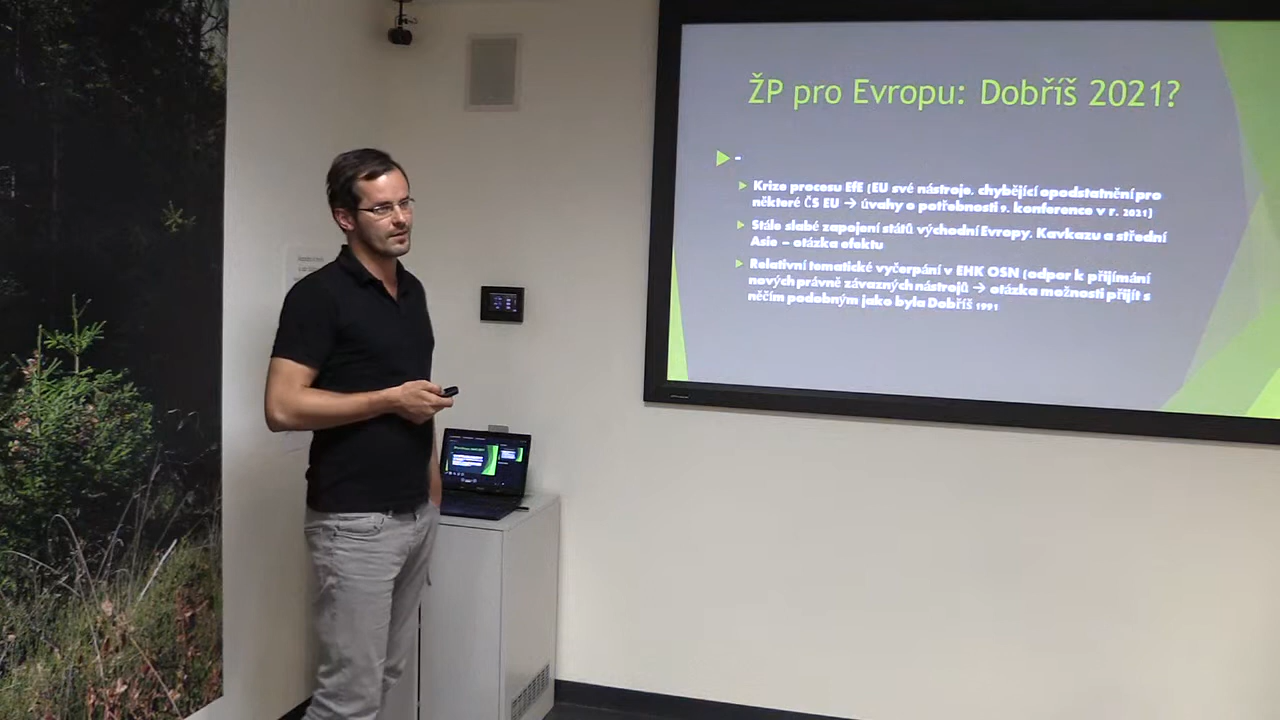 ŽP pro Evropu: Dobříš 2021?
-
Krize procesu EfE (EU své nástroje, chybějící opodstatnění pro
některé ČS EU → úvahy o potřebnosti 9. konference v r. 2021)
Stále slabé zapojení států východní Evropy, Kavkazu a střední
Asie – otázka efektu
Relativní tematické vyčerpání v EHK OSN (odpor k přijímání
nových právně závazných nástrojů → otázka možnosti přijít s
něčím podobným jako byla Dobříš 1991